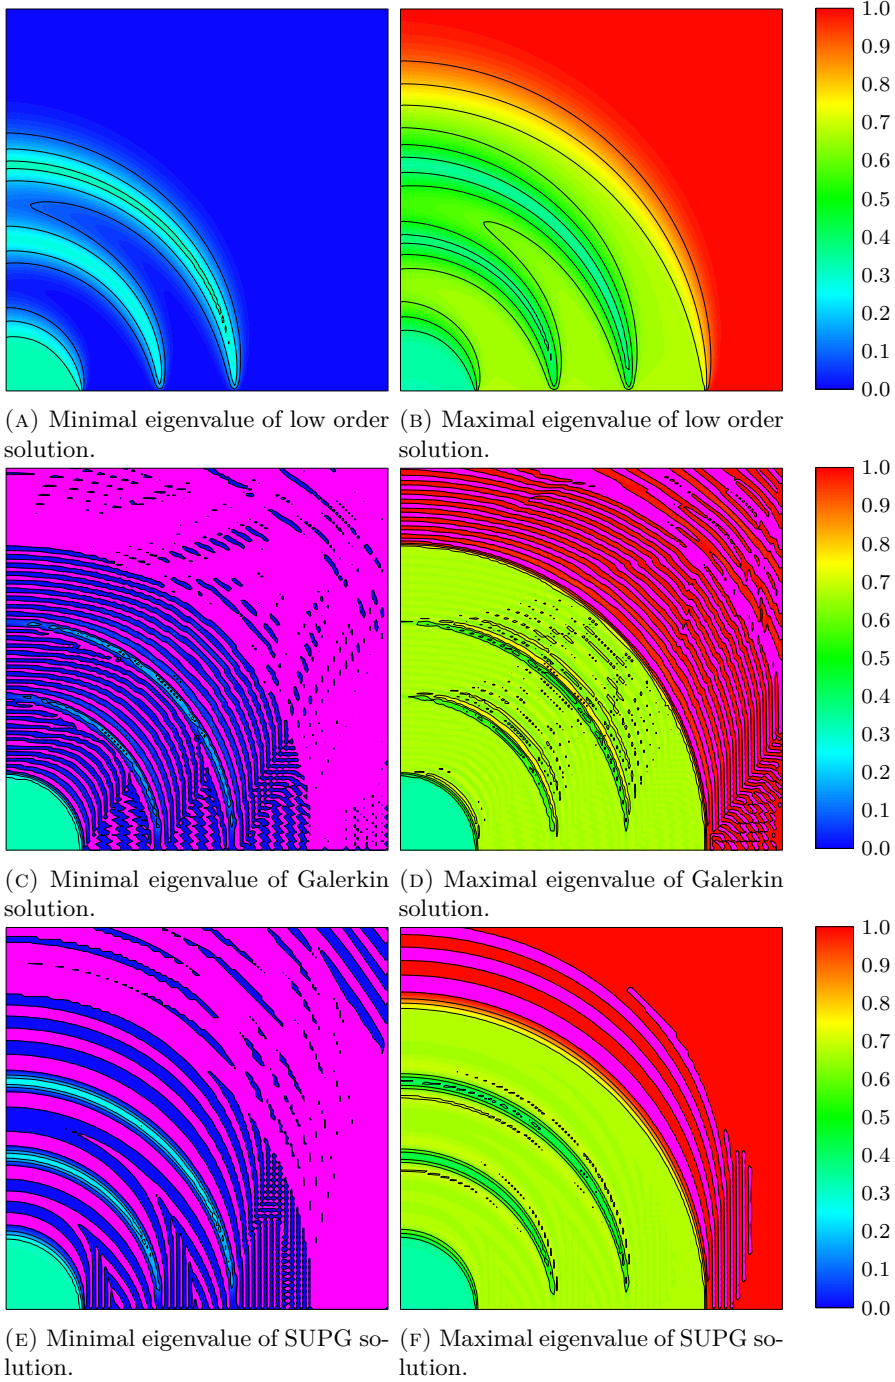 1.0
0.9
0.8
0.7
0.6
0.5
0.4
0.3
0.2
0.1
0.0
(A) Minimal eigenvalue of low order
solution.
(B) Maximal eigenvalue of low order
solution.
1.0
0.9
0.8
0.7
0.6
0.5
0.4
0.3
0.2
0.1
0.0
(C) Minimal eigenvalue of Galerkin
solution.
(D) Maximal eigenvalue of Galerkin
solution.
1.0
0.9
0.8
0.7
0.6
0.5
0.4
0.3
0.2
0.1
0.0
(E) Minimal eigenvalue of SUPG so-
lution.
(F) Maximal eigenvalue of SUPG so-
lution.